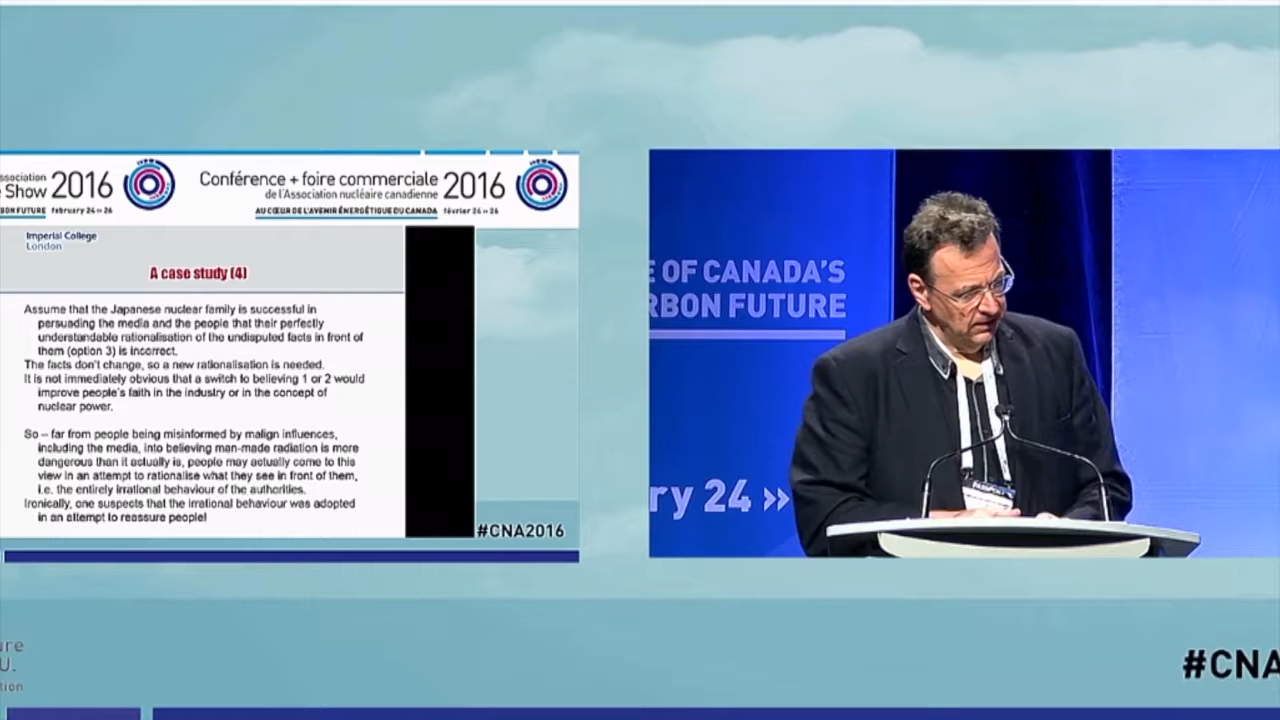 ssociation
Show 2016
BON FUTURE february 24 » 26
Conférence + foire commerciale 2016
de l'Association nucléaire canadienne
AU CŒUR DE L'AVENIR ÉNERGÉTIQUE DU CANADA février 24 » 26
Imperial College
London
A case study (4)
Assume that the Japanese nuclear family is successful in
persuading the media and the people that their perfectly
understandable rationalisation of the undisputed facts in front of
them (option 3) is incorrect.
The facts don't change, so a new rationalisation is needed.
It is not immediately obvious that a switch to believing 1 or 2 would
improve people's faith in the industry or in the concept of
nuclear power.
So – far from people being misinformed by malign influences,
including the media, into believing man-made radiation is more
dangerous than it actually is, people may actually come to this
view in an attempt to rationalise what they see in front of them,
i.e. the entirely irrational behaviour of the authorities.
Ironically, one suspects that the irrational behaviour was adopted
in an attempt to reassure people!
#CNA2016
E OF CANADA'S
RBON FUTURE
ry 24 »
ure
U.
tion
#CNA